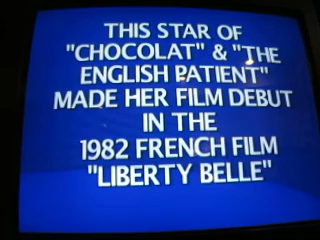 THIS STAR OF
"CHOCOLAT" & "THE
ENGLISH PATIENT"
MADE HER FILM DEBUT
IN THE
1982 FRENCH FILM
"LIBERTY BELLE"